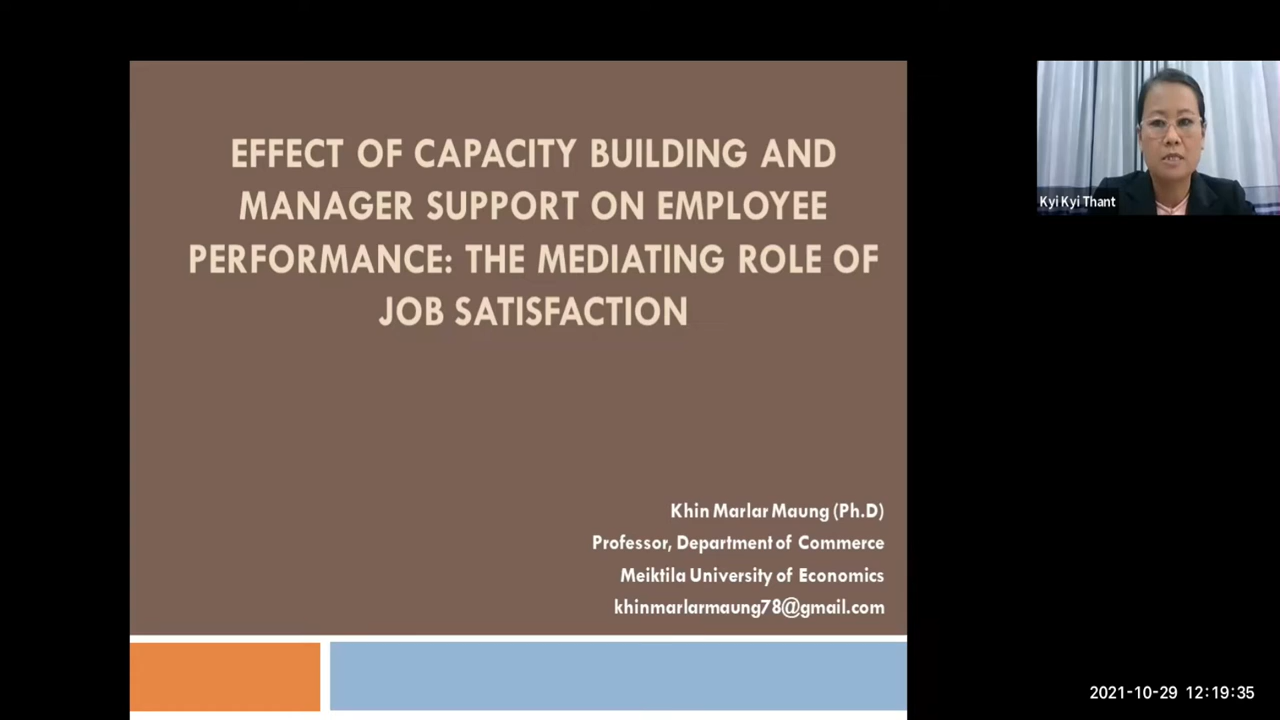 EFFECT OF CAPACITY BUILDING AND
MANAGER SUPPORT ON EMPLOYEE
PERFORMANCE: THE MEDIATING ROLE OF
JOB SATISFACTION
Khin Marlar Maung (Ph.D)
Professor, Department of Commerce
Meiktila University of Economics
khinmarlarmaung78@gmail.com
Kyi Kyi Thant
2021-10-29 12:19:35